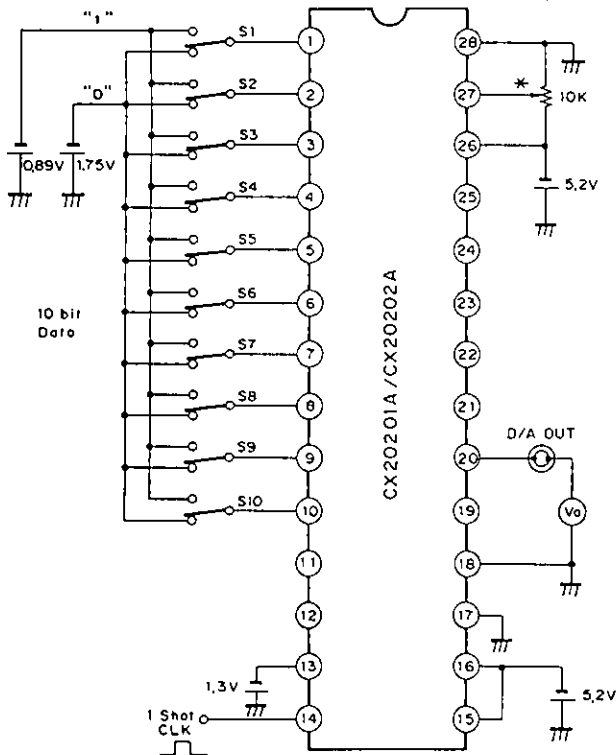 "1"
"0"
0,89V
1,75V
S1
S2
S3
S4
S5
S6
S7
S8
S9
S10
10 bit
Data
1
2
3
4
5
6
7
8
9
10
11
12
13
14
1,3V
1 Shot
CLK
CX20201A/CX20202A
28
27
26
25
24
23
22
21
20
19
18
17
16
15
*
10K
5,2V
D/A OUT
Vo
5,2V